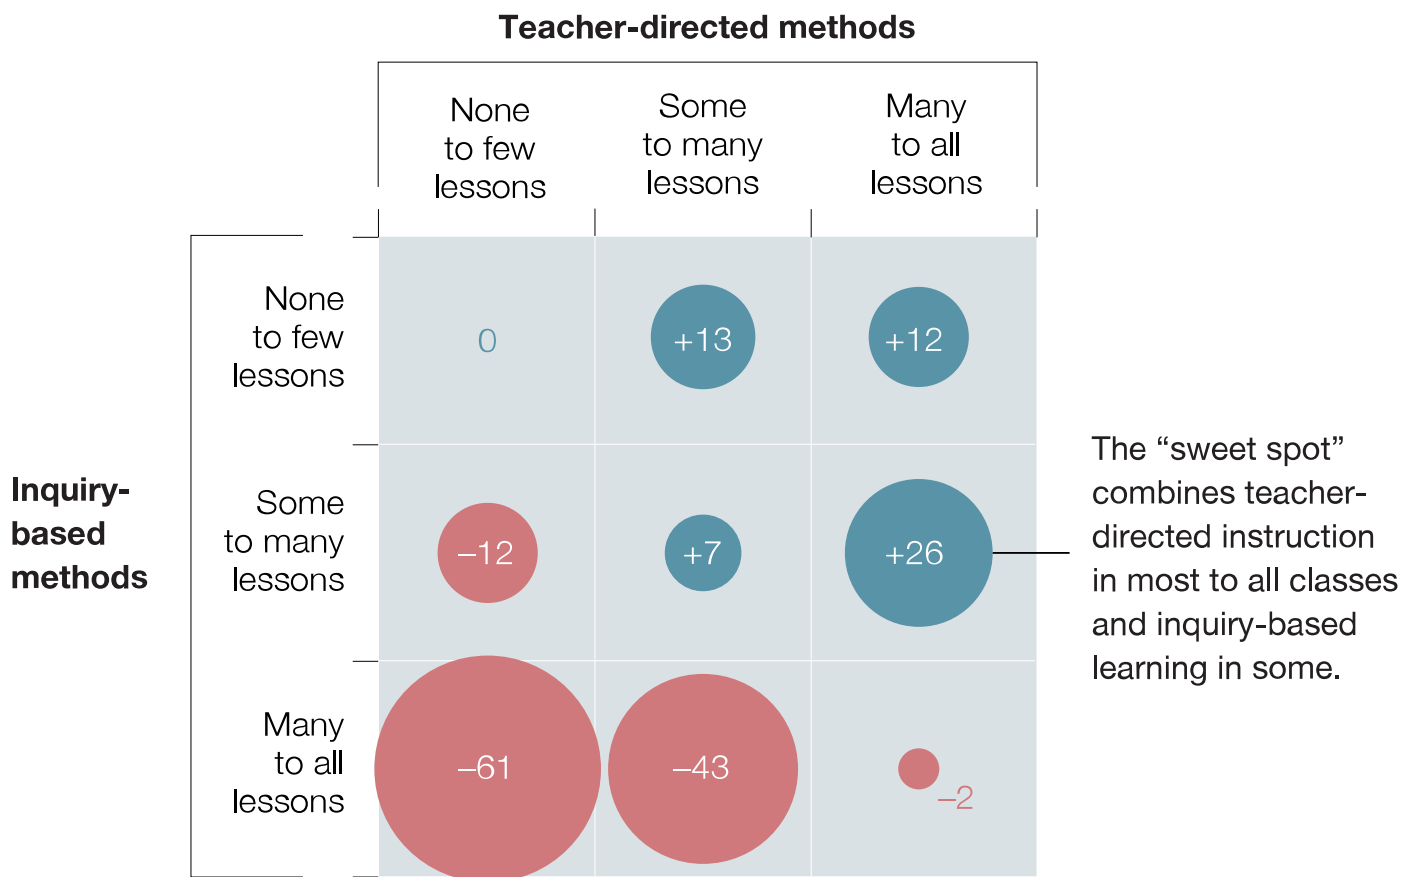 Teacher-directed methods
None
to few
lessons
Some
to many
lessons
Many
to all
lessons
None
to few
lessons
0
+13
+12
Inquiry-
based
methods
Some
to many
lessons
–12
+7
+26
The “sweet spot”
combines teacher-
directed instruction
in most to all classes
and inquiry-based
learning in some.
Many
to all
lessons
–61
–43
–2